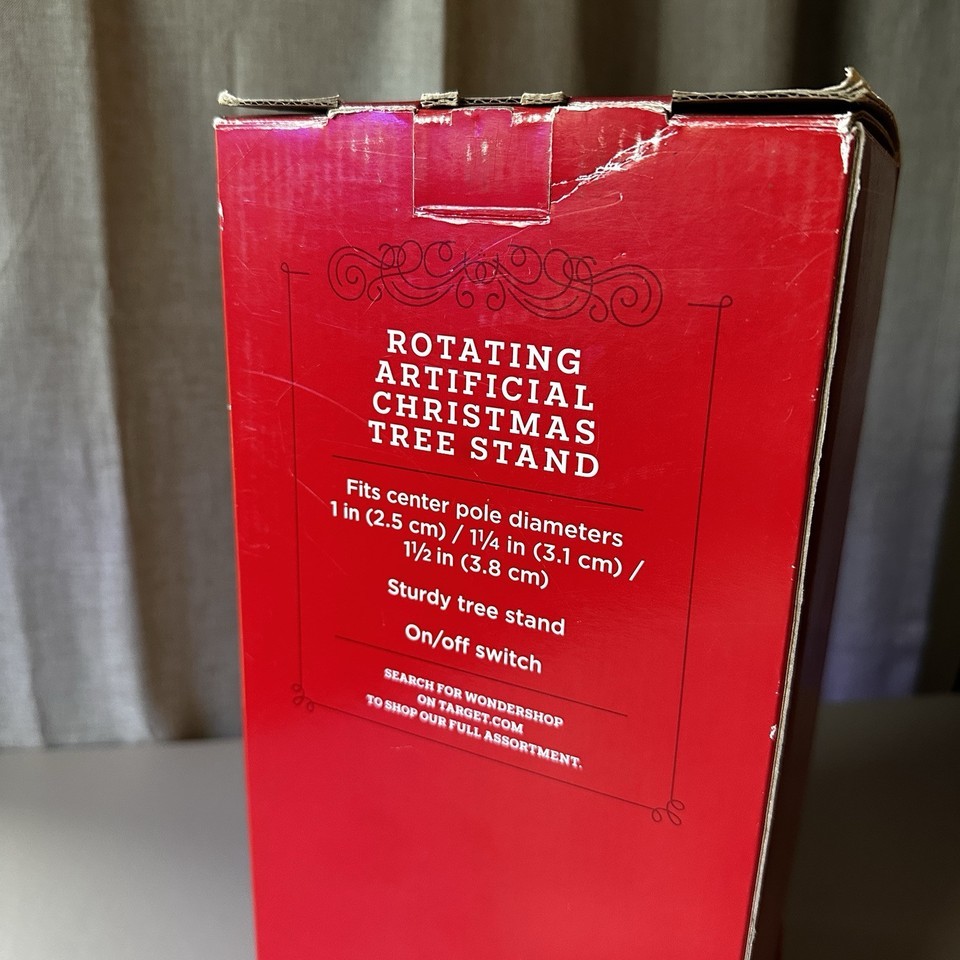 ROTATING
ARTIFICIAL
CHRISTMAS
TREE STAND
Fits center pole diameters
1 in (2.5 cm) / 1¼ in (3.1 cm) /
1½ in (3.8 cm)
Sturdy tree stand
On/off switch
SEARCH FOR WONDERSHOP
ON TARGET.COM
TO SHOP OUR FULL ASSORTMENT.